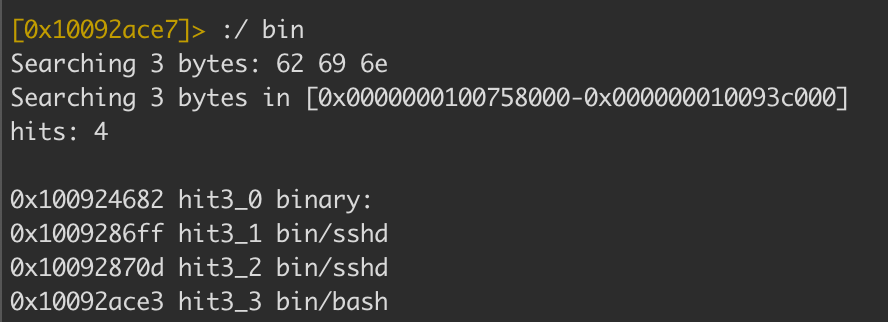 [0x10092ace7]> :/ bin
Searching 3 bytes: 62 69 6e
Searching 3 bytes in [0x0000000100758000-0x000000010093c000]
hits: 4
0x100924682 hit3_0 binary:
0x1009286ff hit3_1 bin/sshd
0x10092870d hit3_2 bin/sshd
0x10092ace3 hit3_3 bin/bash